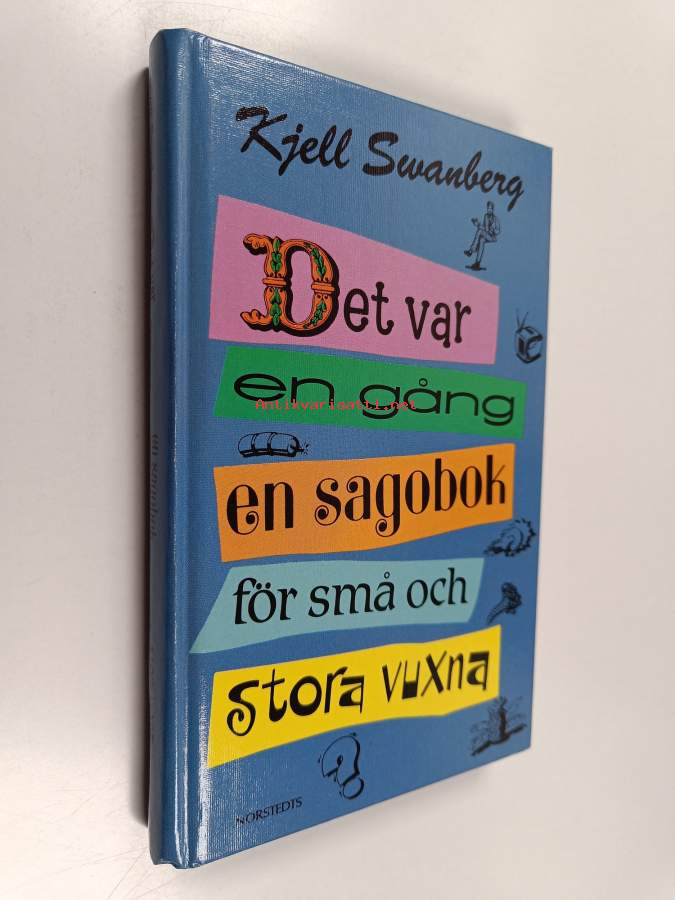 Kjell Swanberg
Det var
en gång
Antikvariaatti.net
en sagobok
för små och
stora vuxna
NORSTEDTS